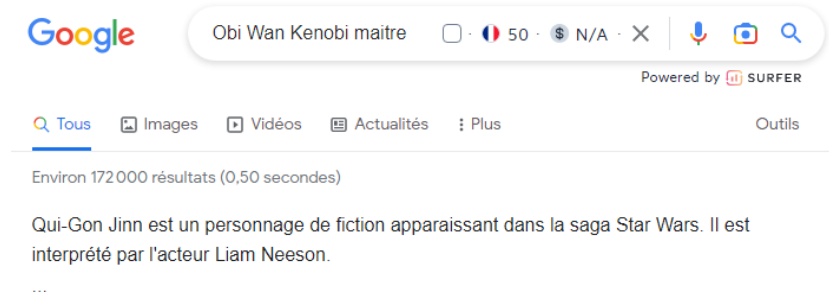 Google
Obi Wan Kenobi maitre 50 · $ N/A ·
Powered by SURFER
Tous Images Vidéos Actualités Plus Outils
Environ 172 000 résultats (0,50 secondes)
Qui-Gon Jinn est un personnage de fiction apparaissant dans la saga Star Wars. Il est
interprété par l'acteur Liam Neeson.
...